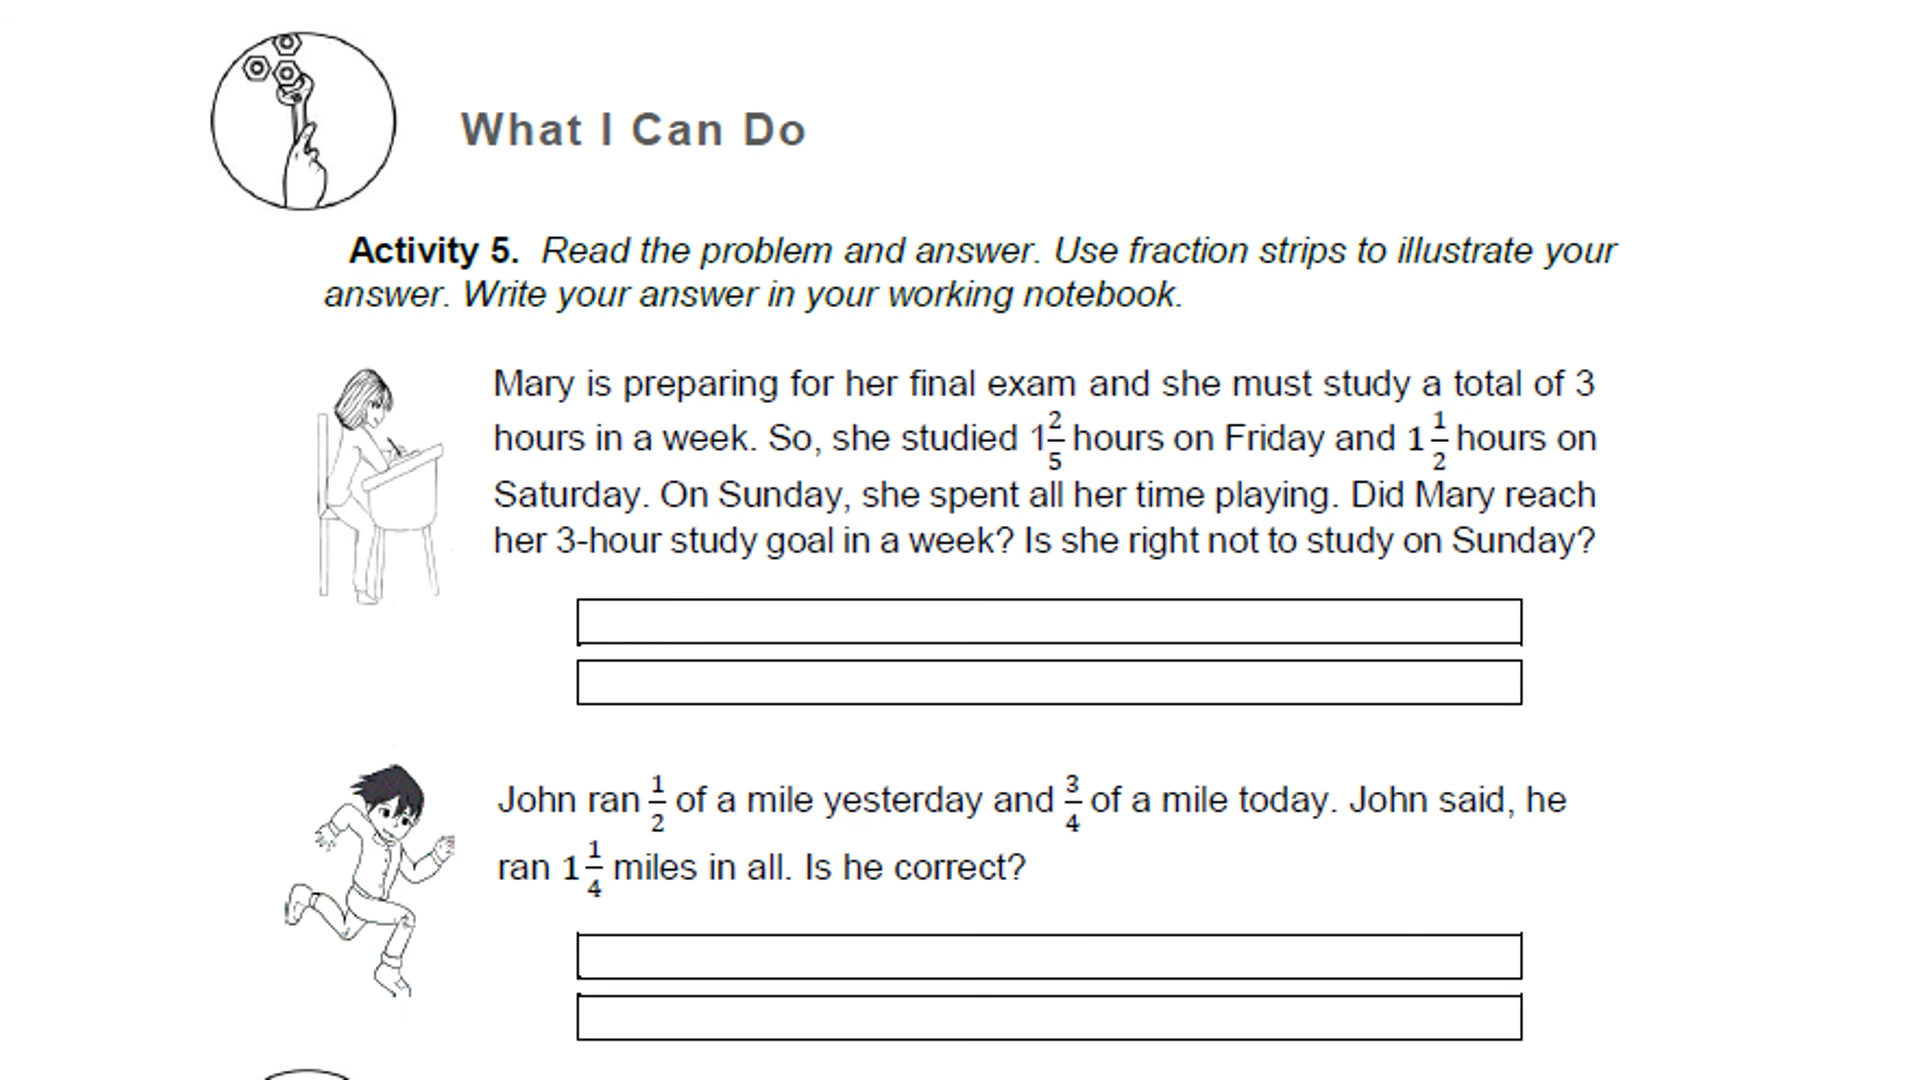 What I Can Do
Activity 5. Read the problem and answer. Use fraction strips to illustrate your
answer. Write your answer in your working notebook.
Mary is preparing for her final exam and she must study a total of 3
hours in a week. So, she studied 1 2/5 hours on Friday and 1 1/2 hours on
Saturday. On Sunday, she spent all her time playing. Did Mary reach
her 3-hour study goal in a week? Is she right not to study on Sunday?
John ran 1/2 of a mile yesterday and 3/4 of a mile today. John said, he
ran 1 1/4 miles in all. Is he correct?